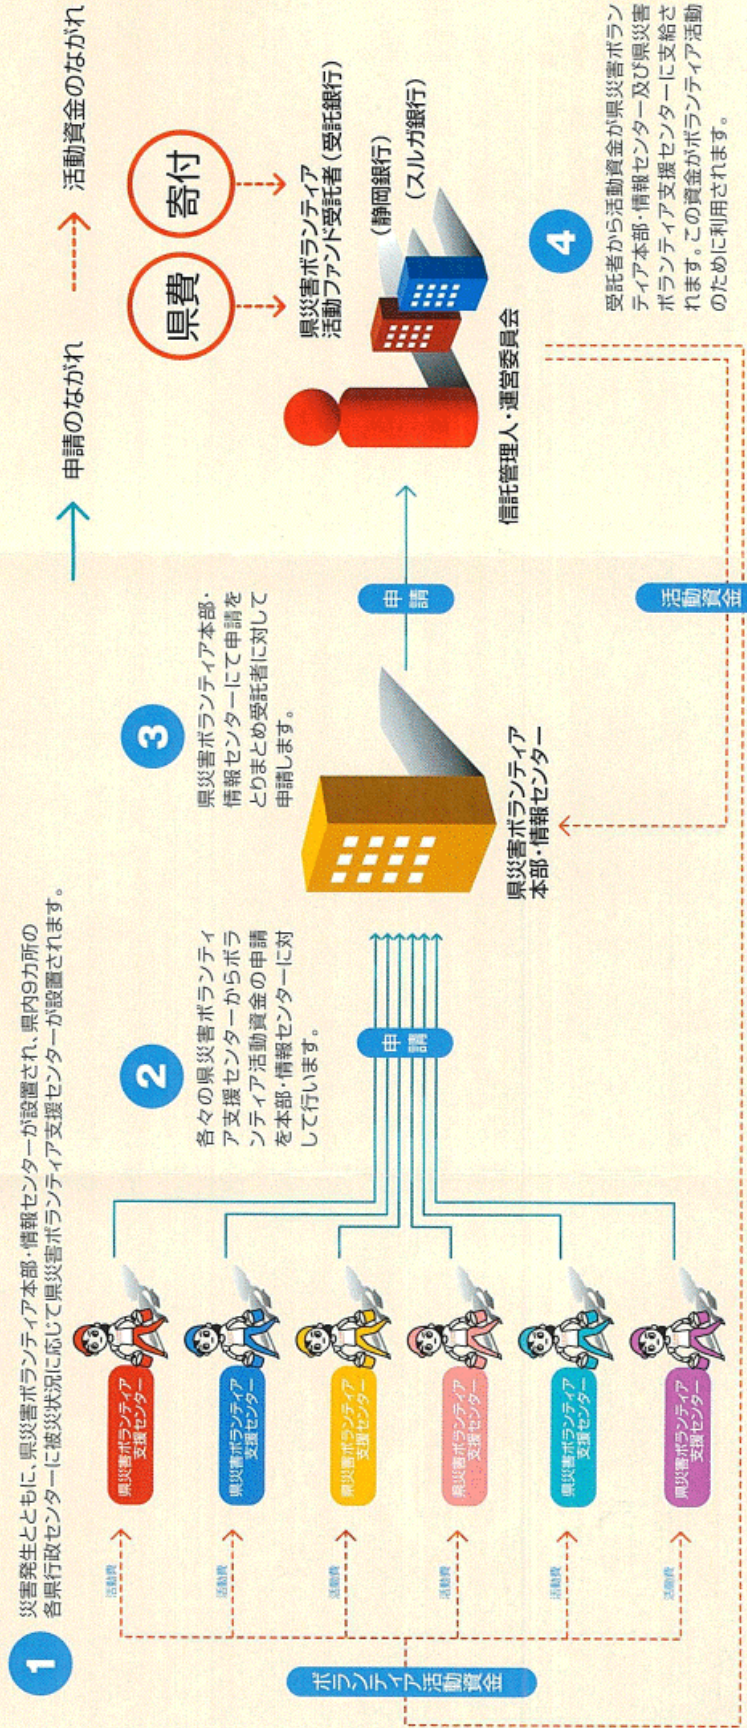 申請のながれ
活動資金のながれ
1
災害発生とともに、県災害ボランティア本部・情報センターが設置され、県内9カ所の
各県行政センターに被災状況に応じて県災害ボランティア支援センターが設置されます。
2
各々の県災害ボランティ
ア支援センターからボラ
ンティア活動資金の申請
を本部・情報センターに対
して行います。
3
県災害ボランティア本部・
情報センターにて申請を
とりまとめ受託者に対して
申請します。
県費
寄付
県災害ボランティア
活動ファンド受託者(受託銀行)
(静岡銀行)
(スルガ銀行)
信託管理人・運営委員会
4
受託者から活動資金が県災害ボラン
ティア本部・情報センター及び県災害
ボランティア支援センターに支給さ
れます。この資金がボランティア活動
のために利用されます。
県災害ボランティア
支援センター
県災害ボランティア
支援センター
県災害ボランティア
支援センター
県災害ボランティア
支援センター
県災害ボランティア
支援センター
県災害ボランティア
支援センター
活動費
活動費
活動費
活動費
活動費
活動費
申請
県災害ボランティア
本部・情報センター
申請
活動資金
ボランティア活動資金